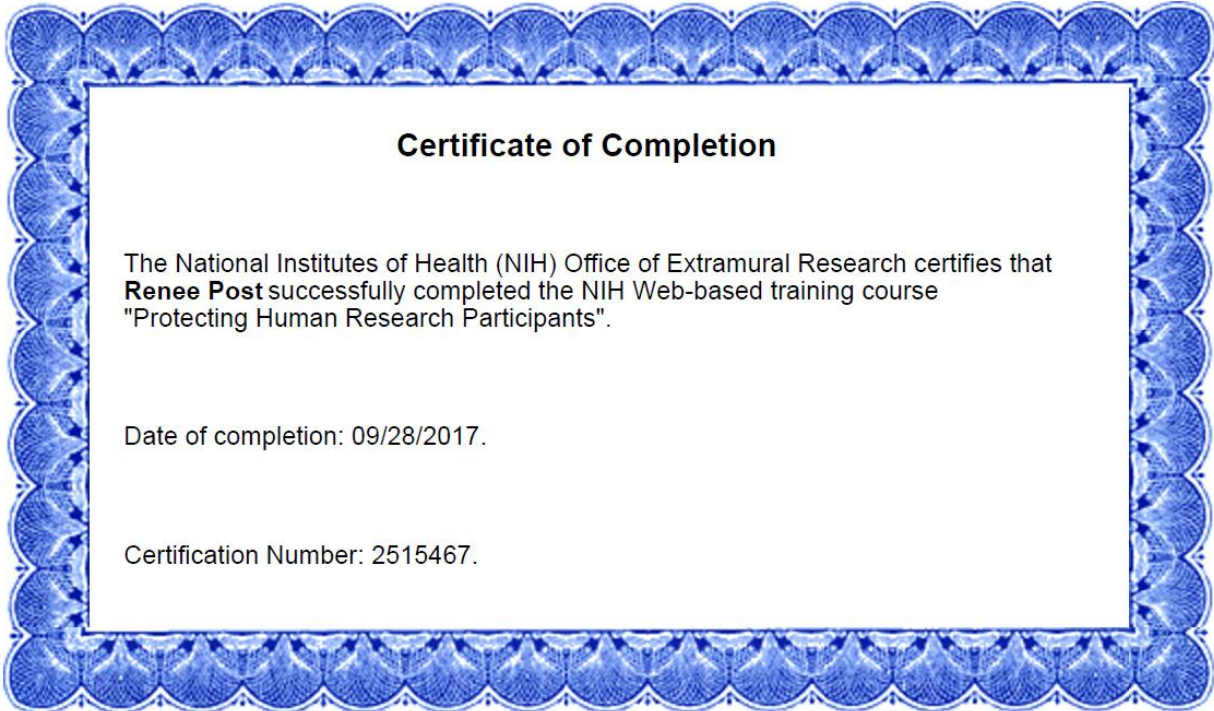 Certificate of Completion
The National Institutes of Health (NIH) Office of Extramural Research certifies that
Renee Post successfully completed the NIH Web-based training course
"Protecting Human Research Participants".
Date of completion: 09/28/2017.
Certification Number: 2515467.